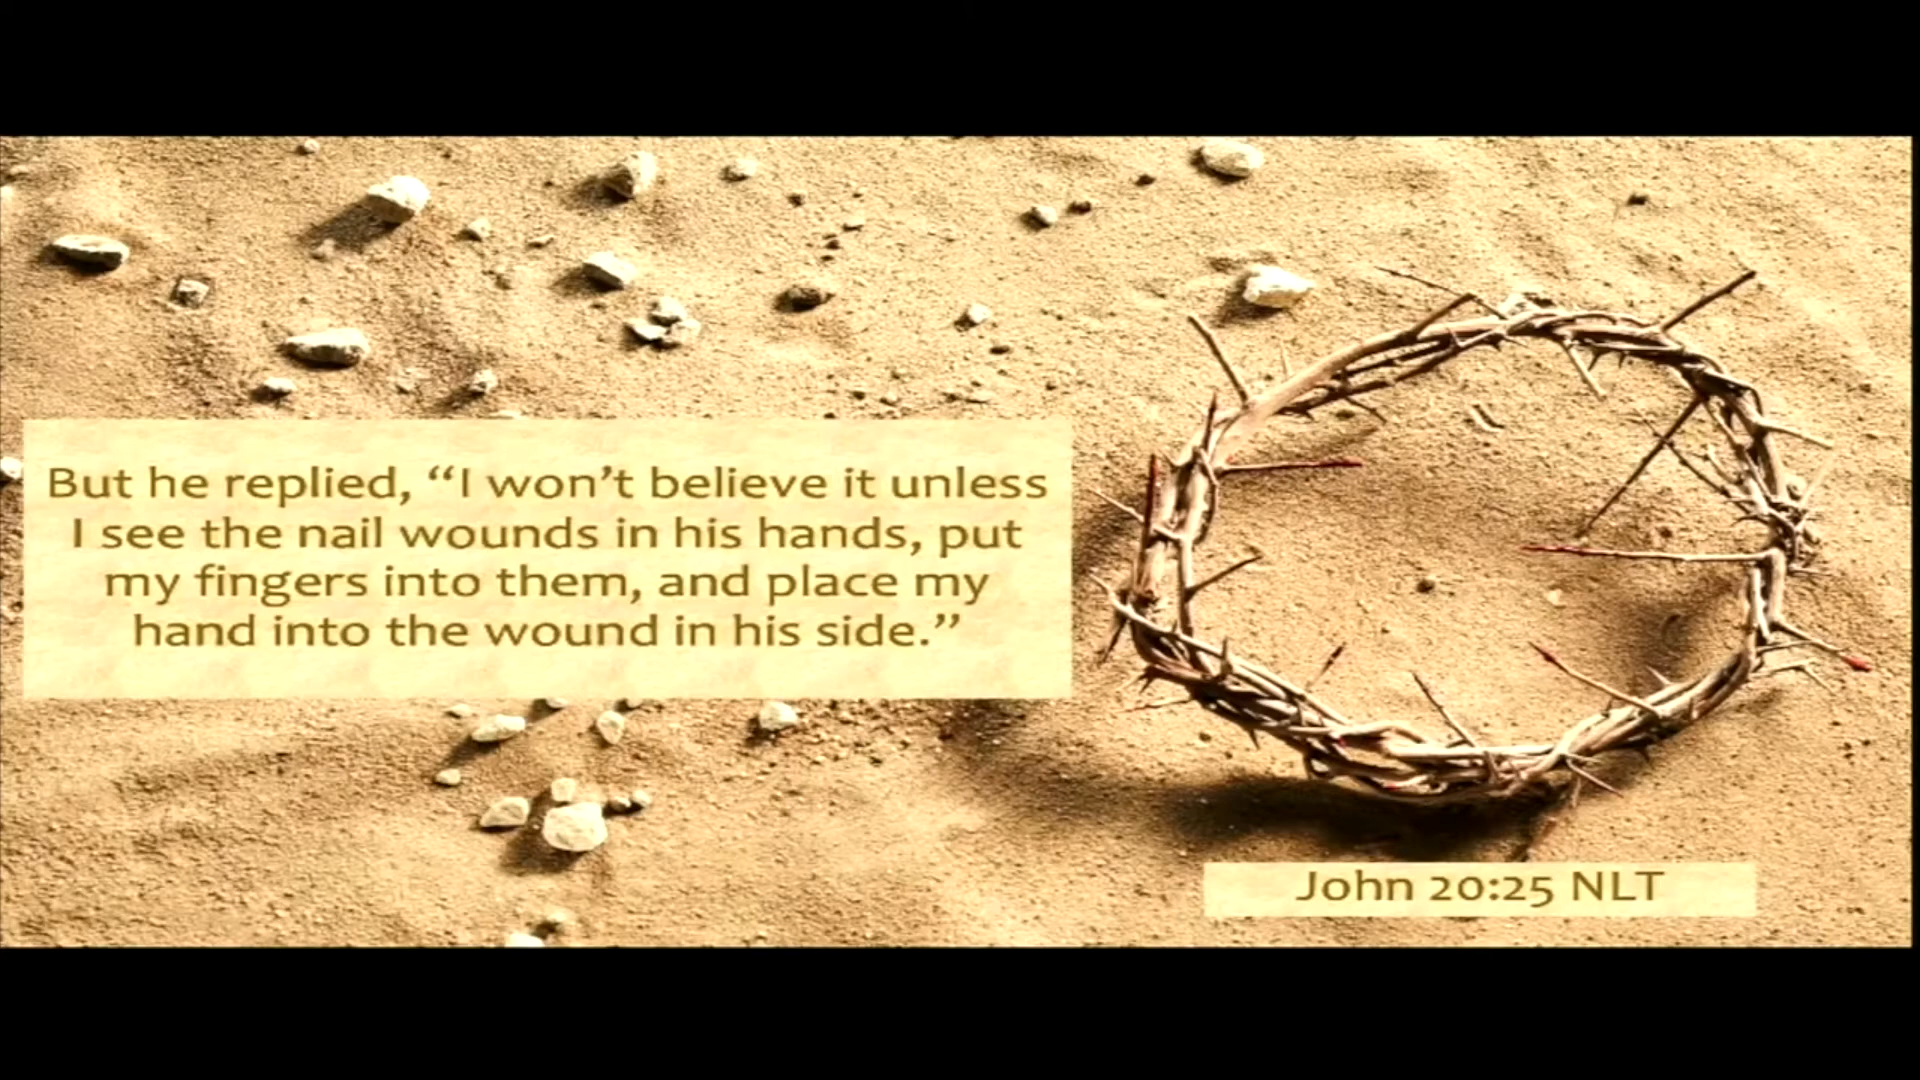 But he replied, “I won’t believe it unless
I see the nail wounds in his hands, put
my fingers into them, and place my
hand into the wound in his side.”
John 20:25 NLT